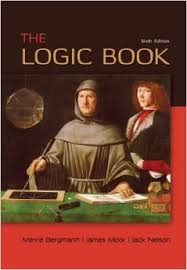 THE
Sixth Edition
LOGIC BOOK
Merrie Bergmann | James Moor | Jack Nelson